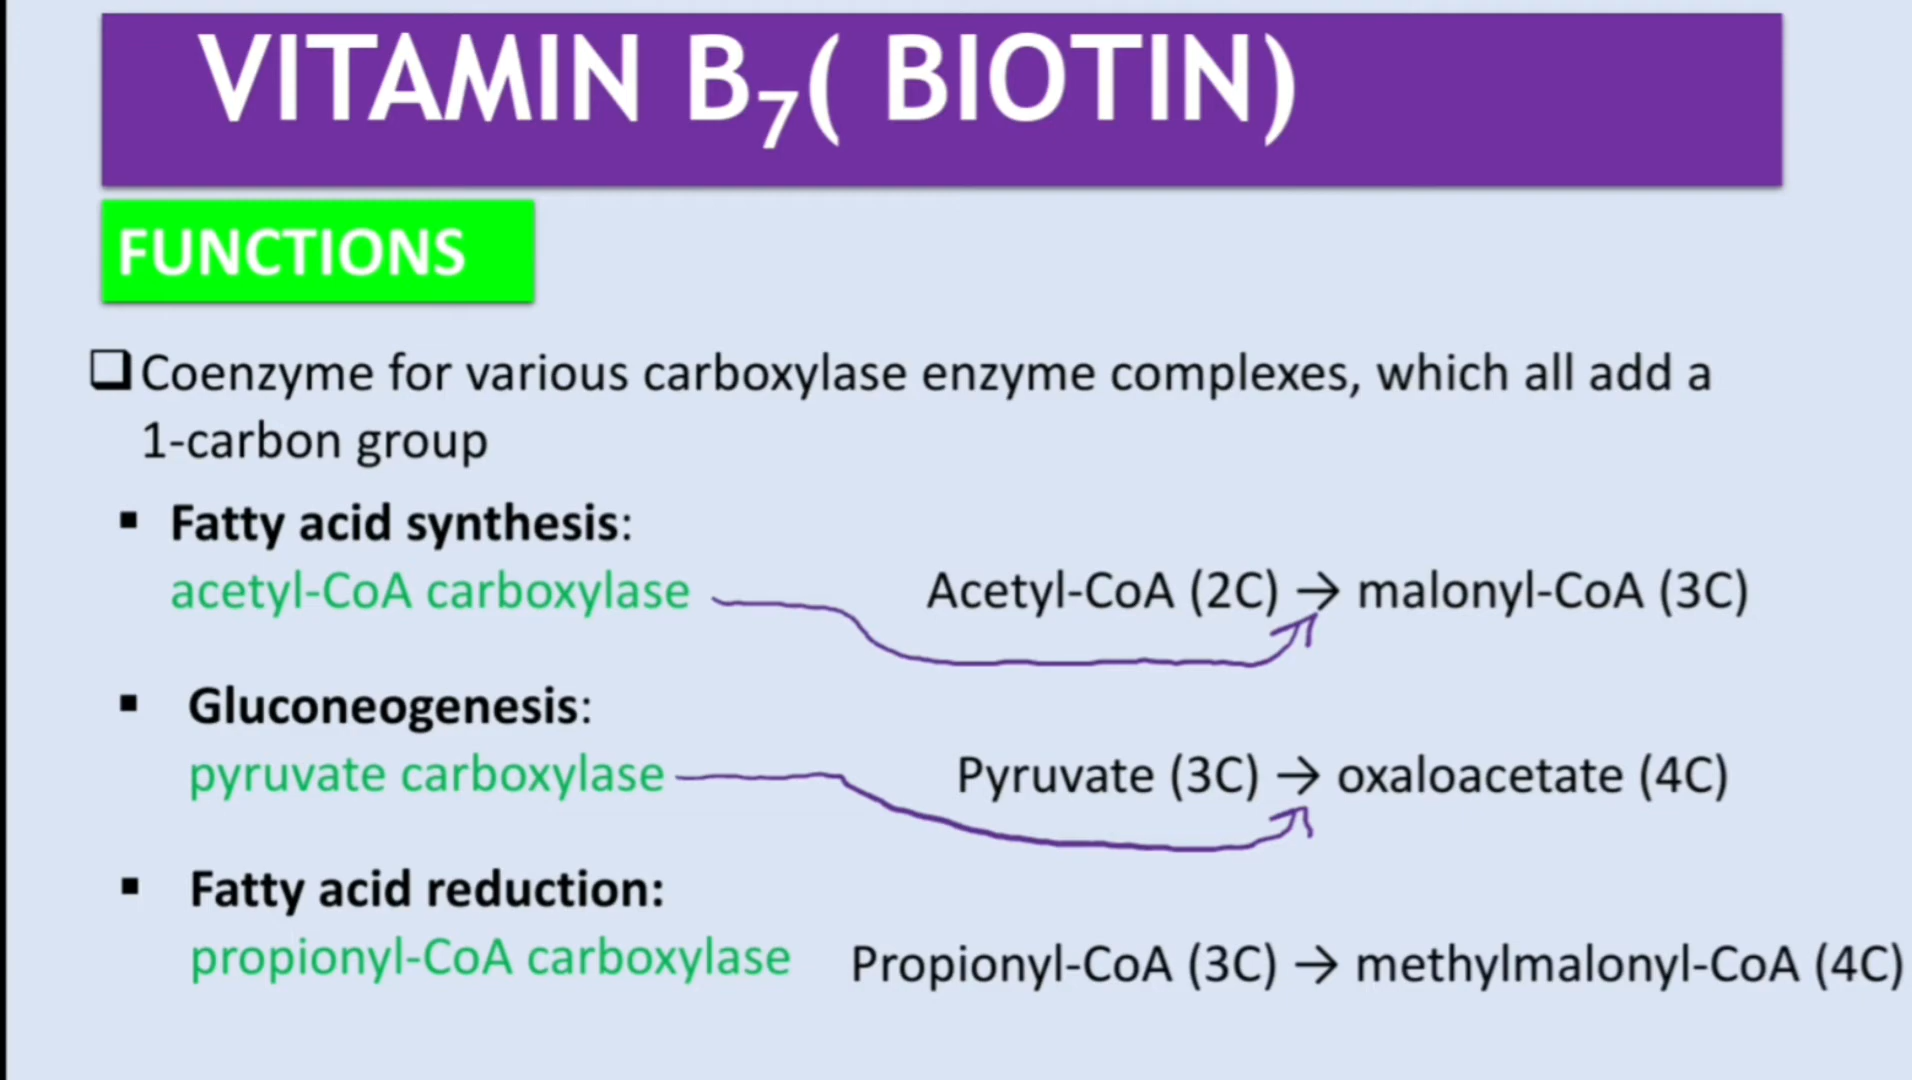 VITAMIN B₇( BIOTIN)
FUNCTIONS
Coenzyme for various carboxylase enzyme complexes, which all add a
1-carbon group
Fatty acid synthesis:
acetyl-CoA carboxylase Acetyl-CoA (2C) → malonyl-CoA (3C)
Gluconeogenesis:
pyruvate carboxylase Pyruvate (3C) → oxaloacetate (4C)
Fatty acid reduction:
propionyl-CoA carboxylase Propionyl-CoA (3C) → methylmalonyl-CoA (4C)